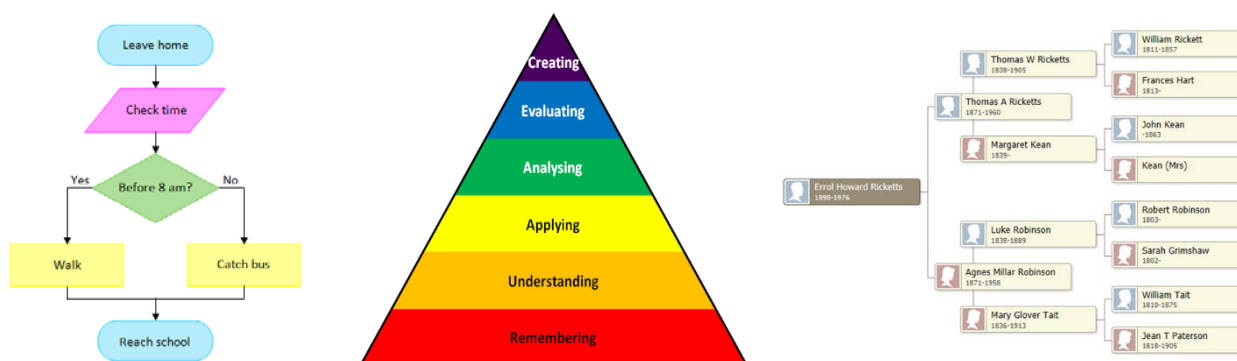 Leave home
Check time
Before 8 am?
Yes
No
Walk
Catch bus
Reach school
Creating
Evaluating
Analysing
Applying
Understanding
Remembering
Errol Howard Ricketts
1898-1976
Thomas A Ricketts
1871-1960
Agnes Millar Robinson
1871-1958
Thomas W Ricketts
1838-1905
Margaret Kean
1839-
Luke Robinson
1838-1889
Mary Glover Tait
1836-1913
William Rickett
1811-1857
Frances Hart
1813-
John Kean
-1863
Kean (Mrs)
Robert Robinson
1803-
Sarah Grimshaw
1802-
William Tait
1810-1875
Jean T Paterson
1818-1905